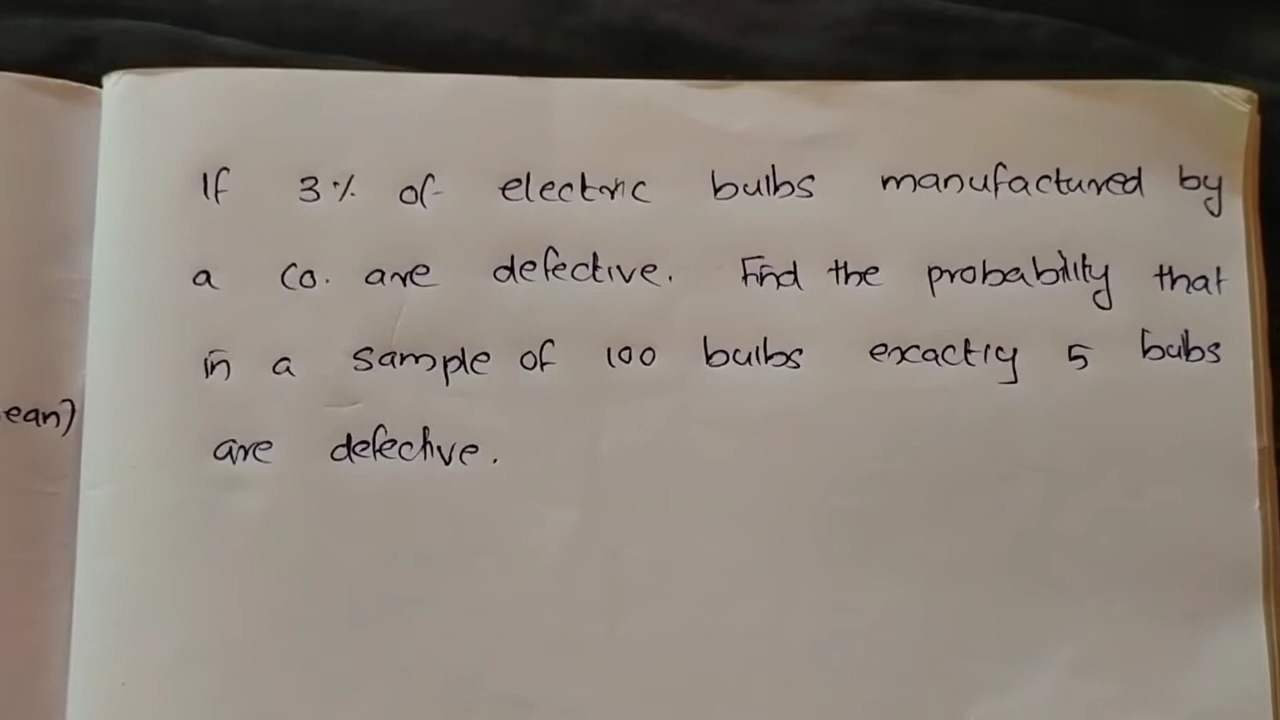 If 3% of electric bulbs manufactured by
a co. are defective. Find the probability that
in a sample of 100 bulbs exactly 5 bubs
are defective.
ean)